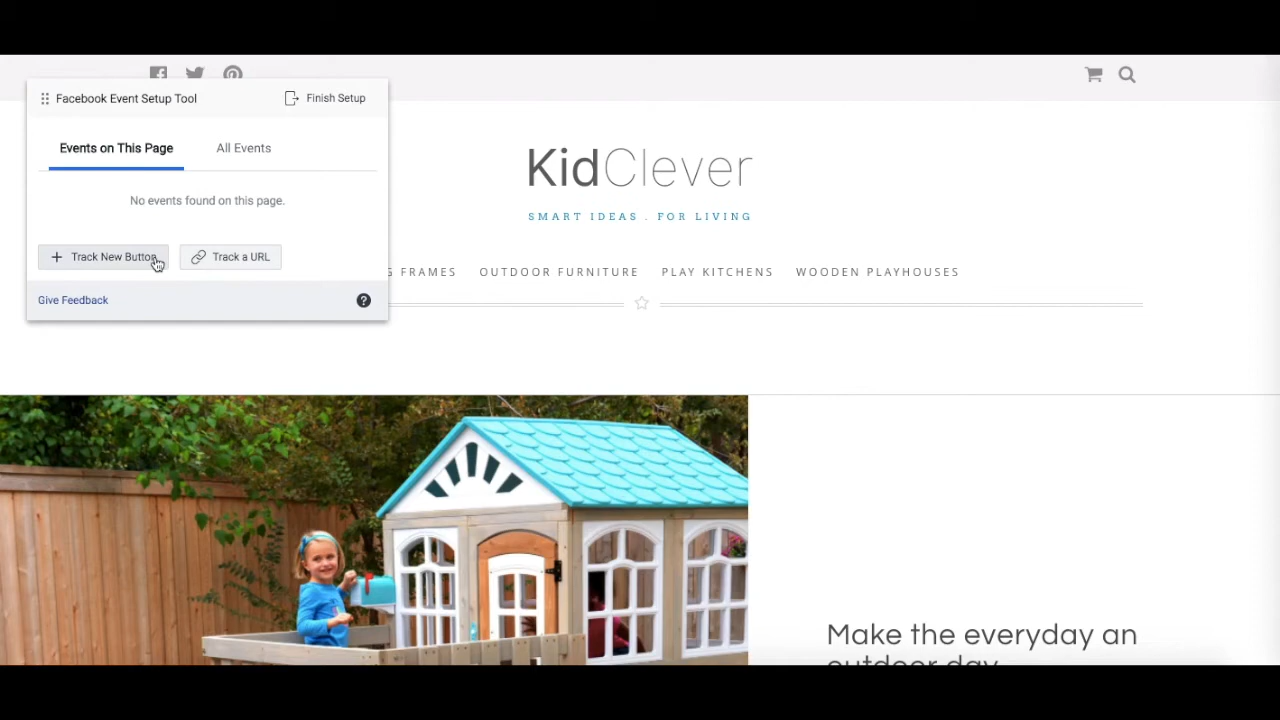 Facebook Event Setup Tool
Finish Setup
Events on This Page
All Events
No events found on this page.
Track New Button
Track a URL
Give Feedback
KidClever
SMART IDEAS . FOR LIVING
G FRAMES
OUTDOOR FURNITURE
PLAY KITCHENS
WOODEN PLAYHOUSES
Make the everyday an
outdoor day